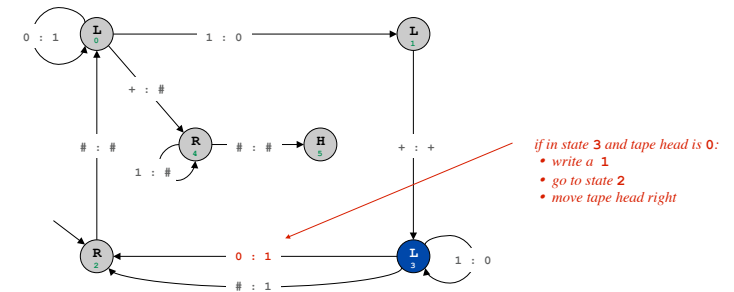 L
0
L
1
0 : 1
1 : 0
+ : #
R
4
# : #
H
5
# : #
+ : +
1 : #
if in state 3 and tape head is 0:
• write a 1
• go to state 2
• move tape head right
R
2
0 : 1
L
3
1 : 0
# : 1